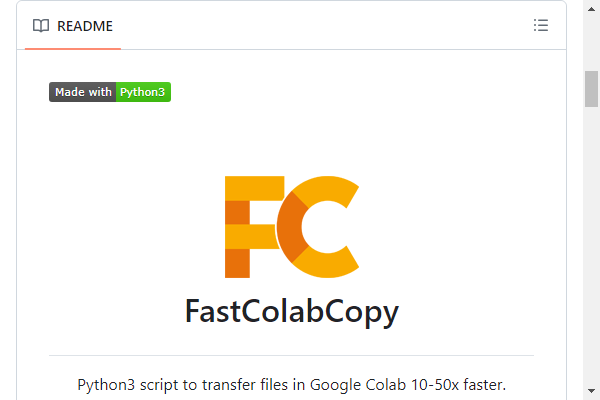 README
Made with Python3
FC
FastColabCopy
Python3 script to transfer files in Google Colab 10-50x faster.